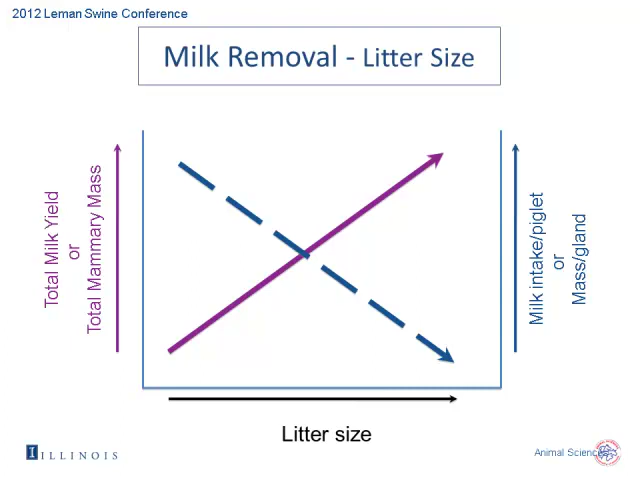 2012 Leman Swine Conference
Milk Removal - Litter Size
Total Milk Yield
or
Total Mammary Mass
Milk intake/piglet
or
Mass/gland
Litter size
I ILLINOIS
Animal Sciences